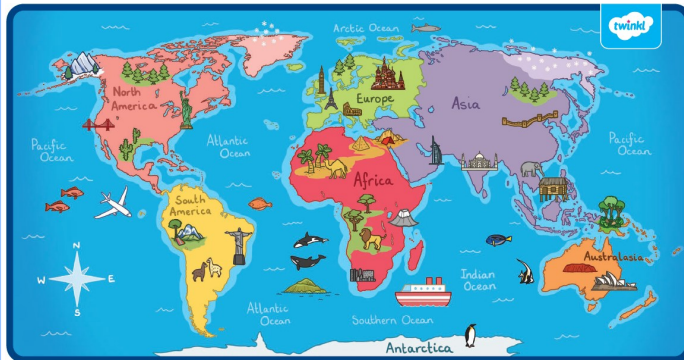 twinkl
Arctic Ocean
North
America
Europe
Asia
Pacific
Ocean
Atlantic
Ocean
Pacific
Ocean
Africa
South
America
Australasia
N
W E
S
Indian
Ocean
Atlantic
Ocean
Southern Ocean
Antarctica